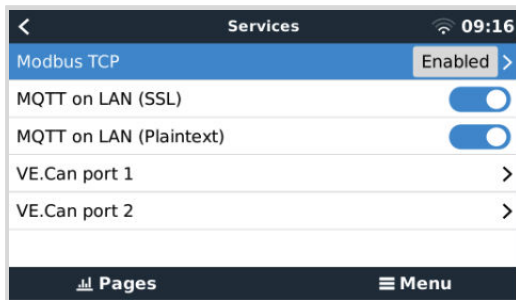 Services 09:16
Modbus TCP Enabled
MQTT on LAN (SSL)
MQTT on LAN (Plaintext)
VE.Can port 1
VE.Can port 2
Pages Menu